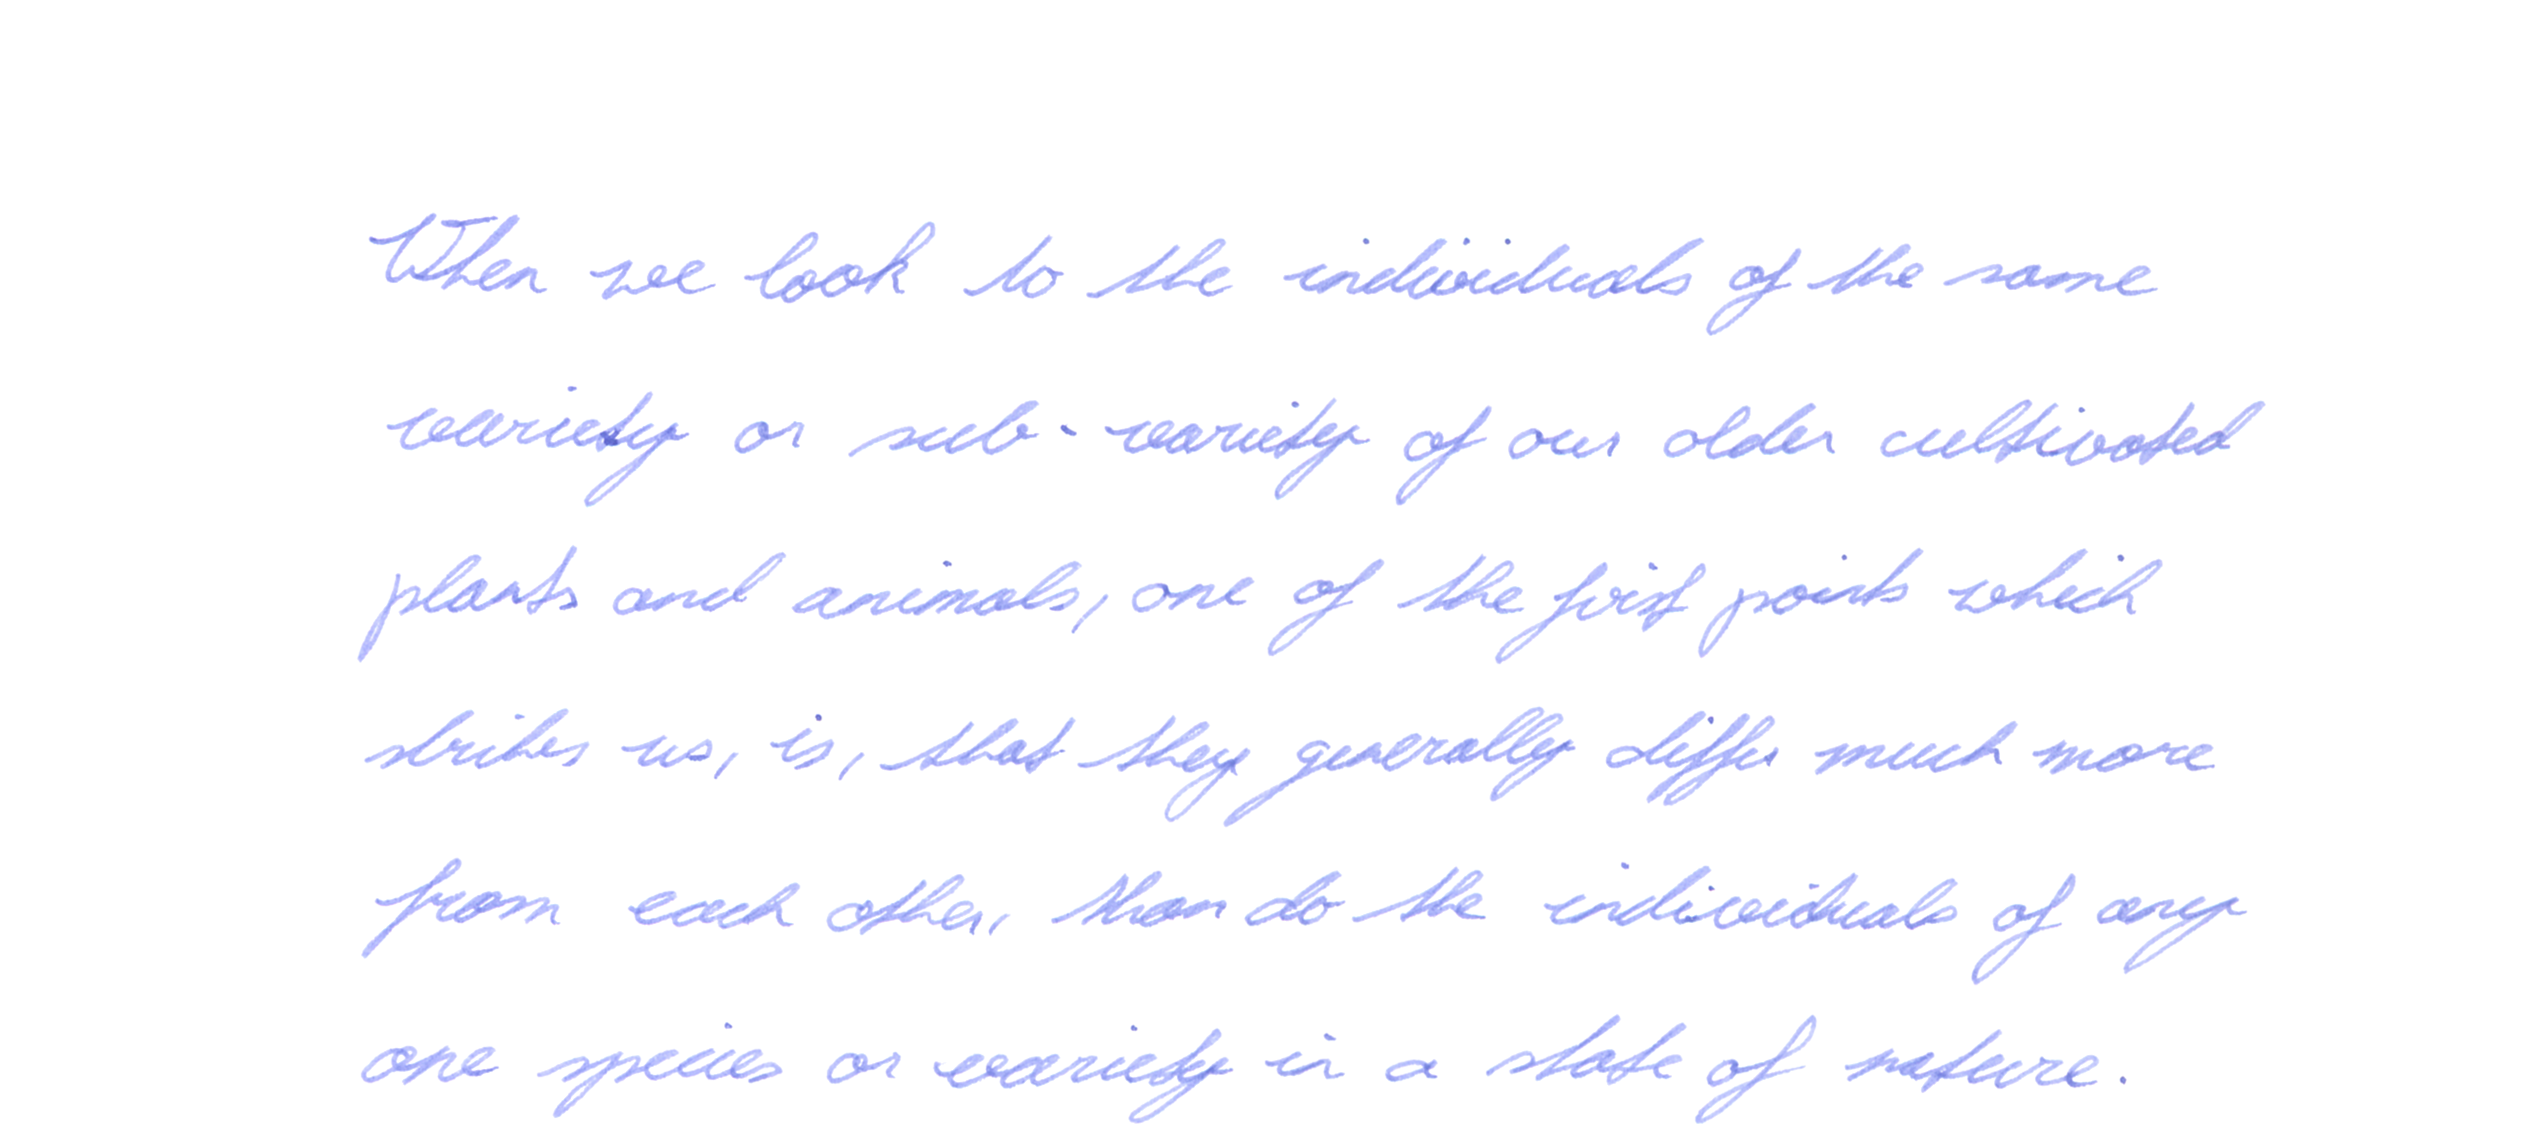 When we look to the individuals of the same
variety or sub-variety of our older cultivated
plants and animals, one of the first points which
strikes us, is, that they generally differ much more
from each other, than do the individuals of any
one species or variety in a state of nature.